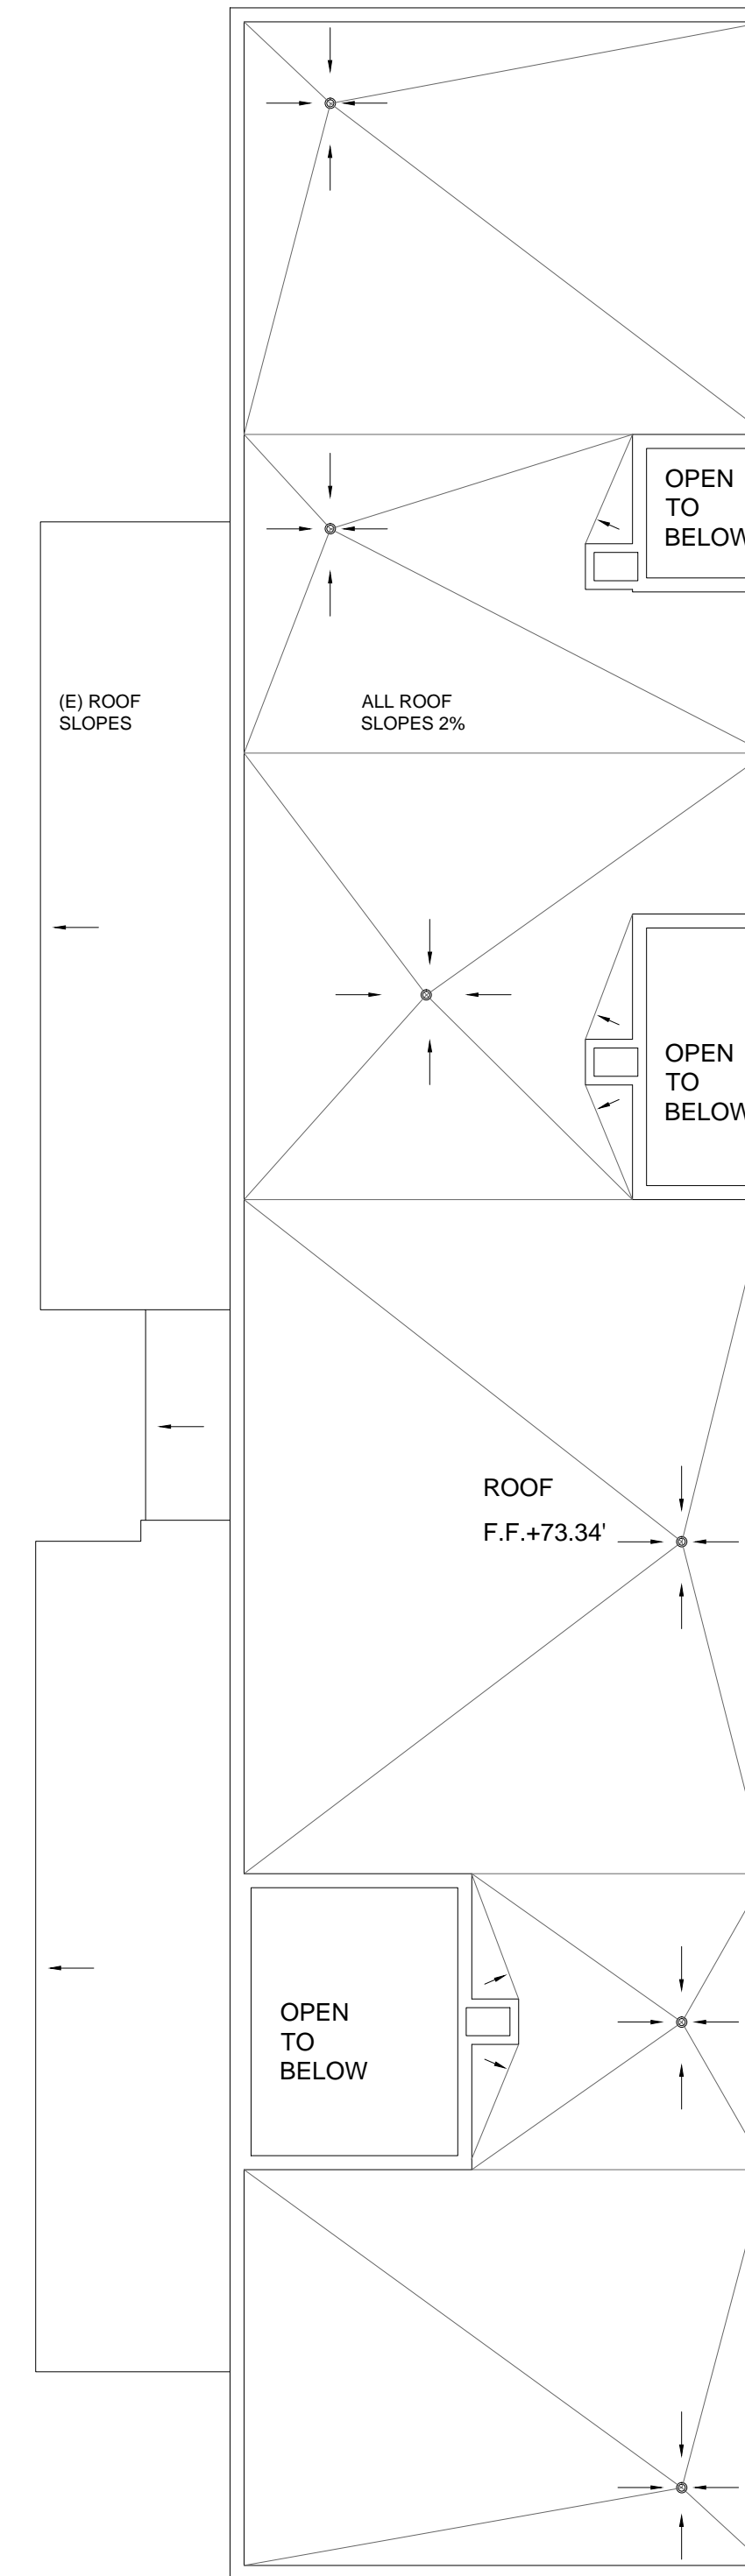 OPEN
TO
BELOW
(E) ROOF
SLOPES
ALL ROOF
SLOPES 2%
OPEN
TO
BELOW
ROOF
F.F.+73.34'
OPEN
TO
BELOW